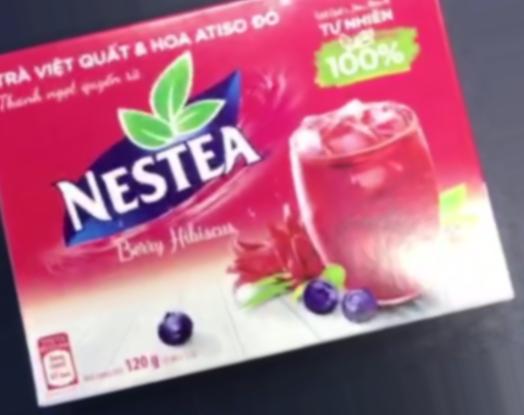 TRÀ VIỆT QUẤT & HOA ATISO ĐỎ
Thanh ngọt quyến rũ
TỰ NHIÊN
100%
NESTEA
Berry Hibiscus
120 g